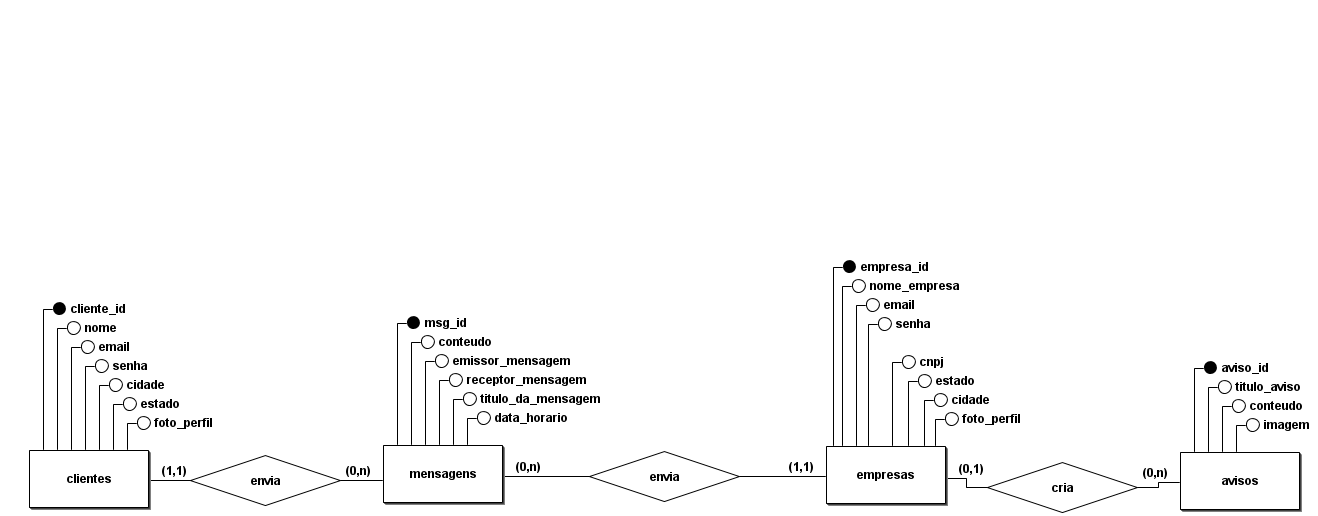 cliente_id
nome
email
senha
cidade
estado
foto_perfil
clientes
(1,1)
envia
(0,n)
msg_id
conteudo
emissor_mensagem
receptor_mensagem
titulo_da_mensagem
data_horario
mensagens
(0,n)
envia
(1,1)
empresa_id
nome_empresa
email
senha
cnpj
estado
cidade
foto_perfil
empresas
(0,1)
cria
(0,n)
aviso_id
titulo_aviso
conteudo
imagem
avisos